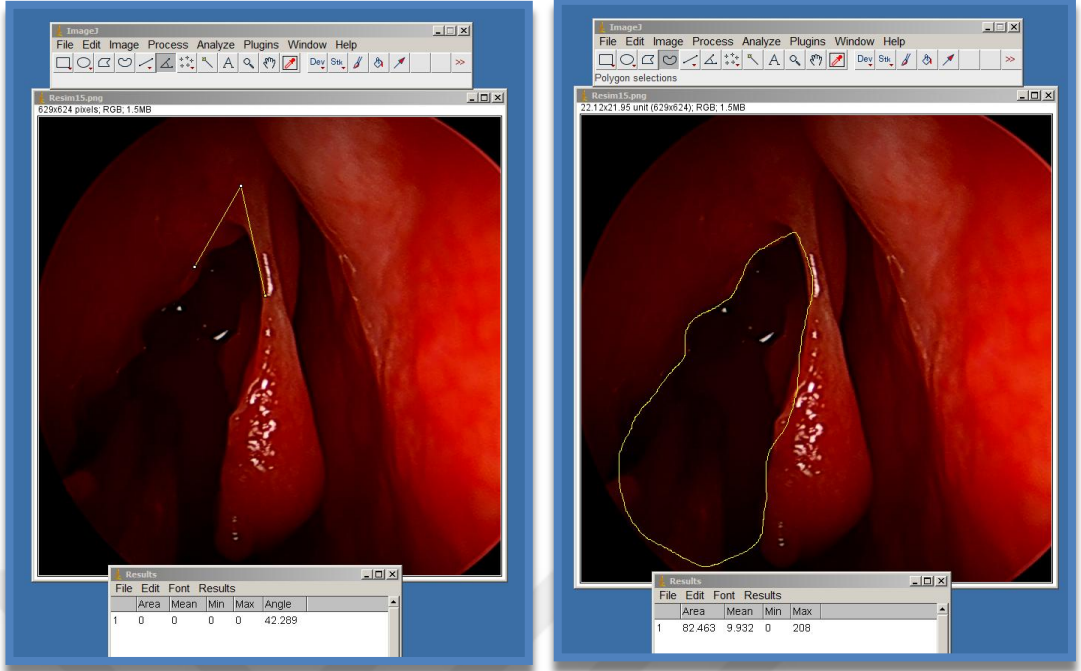 ImageJ
File Edit Image Process Analyze Plugins Window Help
A Dev Stk >>
Resim15.png
629x624 pixels; RGB; 1.5MB
Results
File Edit Font Results
Area Mean Min Max Angle
1 0 0 0 0 42.289
ImageJ
File Edit Image Process Analyze Plugins Window Help
A Dev Stk >>
Polygon selections
Resim15.png
22.12x21.95 unit (629x624); RGB; 1.5MB
Results
File Edit Font Results
Area Mean Min Max
1 82.463 9.932 0 208